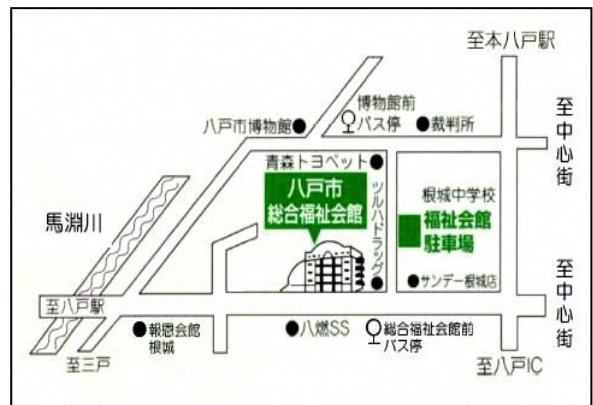 至本八戸駅
博物館前
バス停
八戸市博物館
裁判所
至中心街
青森トヨペット
八戸市
総合福祉会館
ツルハドラッグ
根城中学校
福祉会館
駐車場
馬淵川
サンデー根城店
至中心街
至八戸駅
報恩会館
根城
八燃SS
総合福祉会館前
バス停
至三戸
至八戸IC